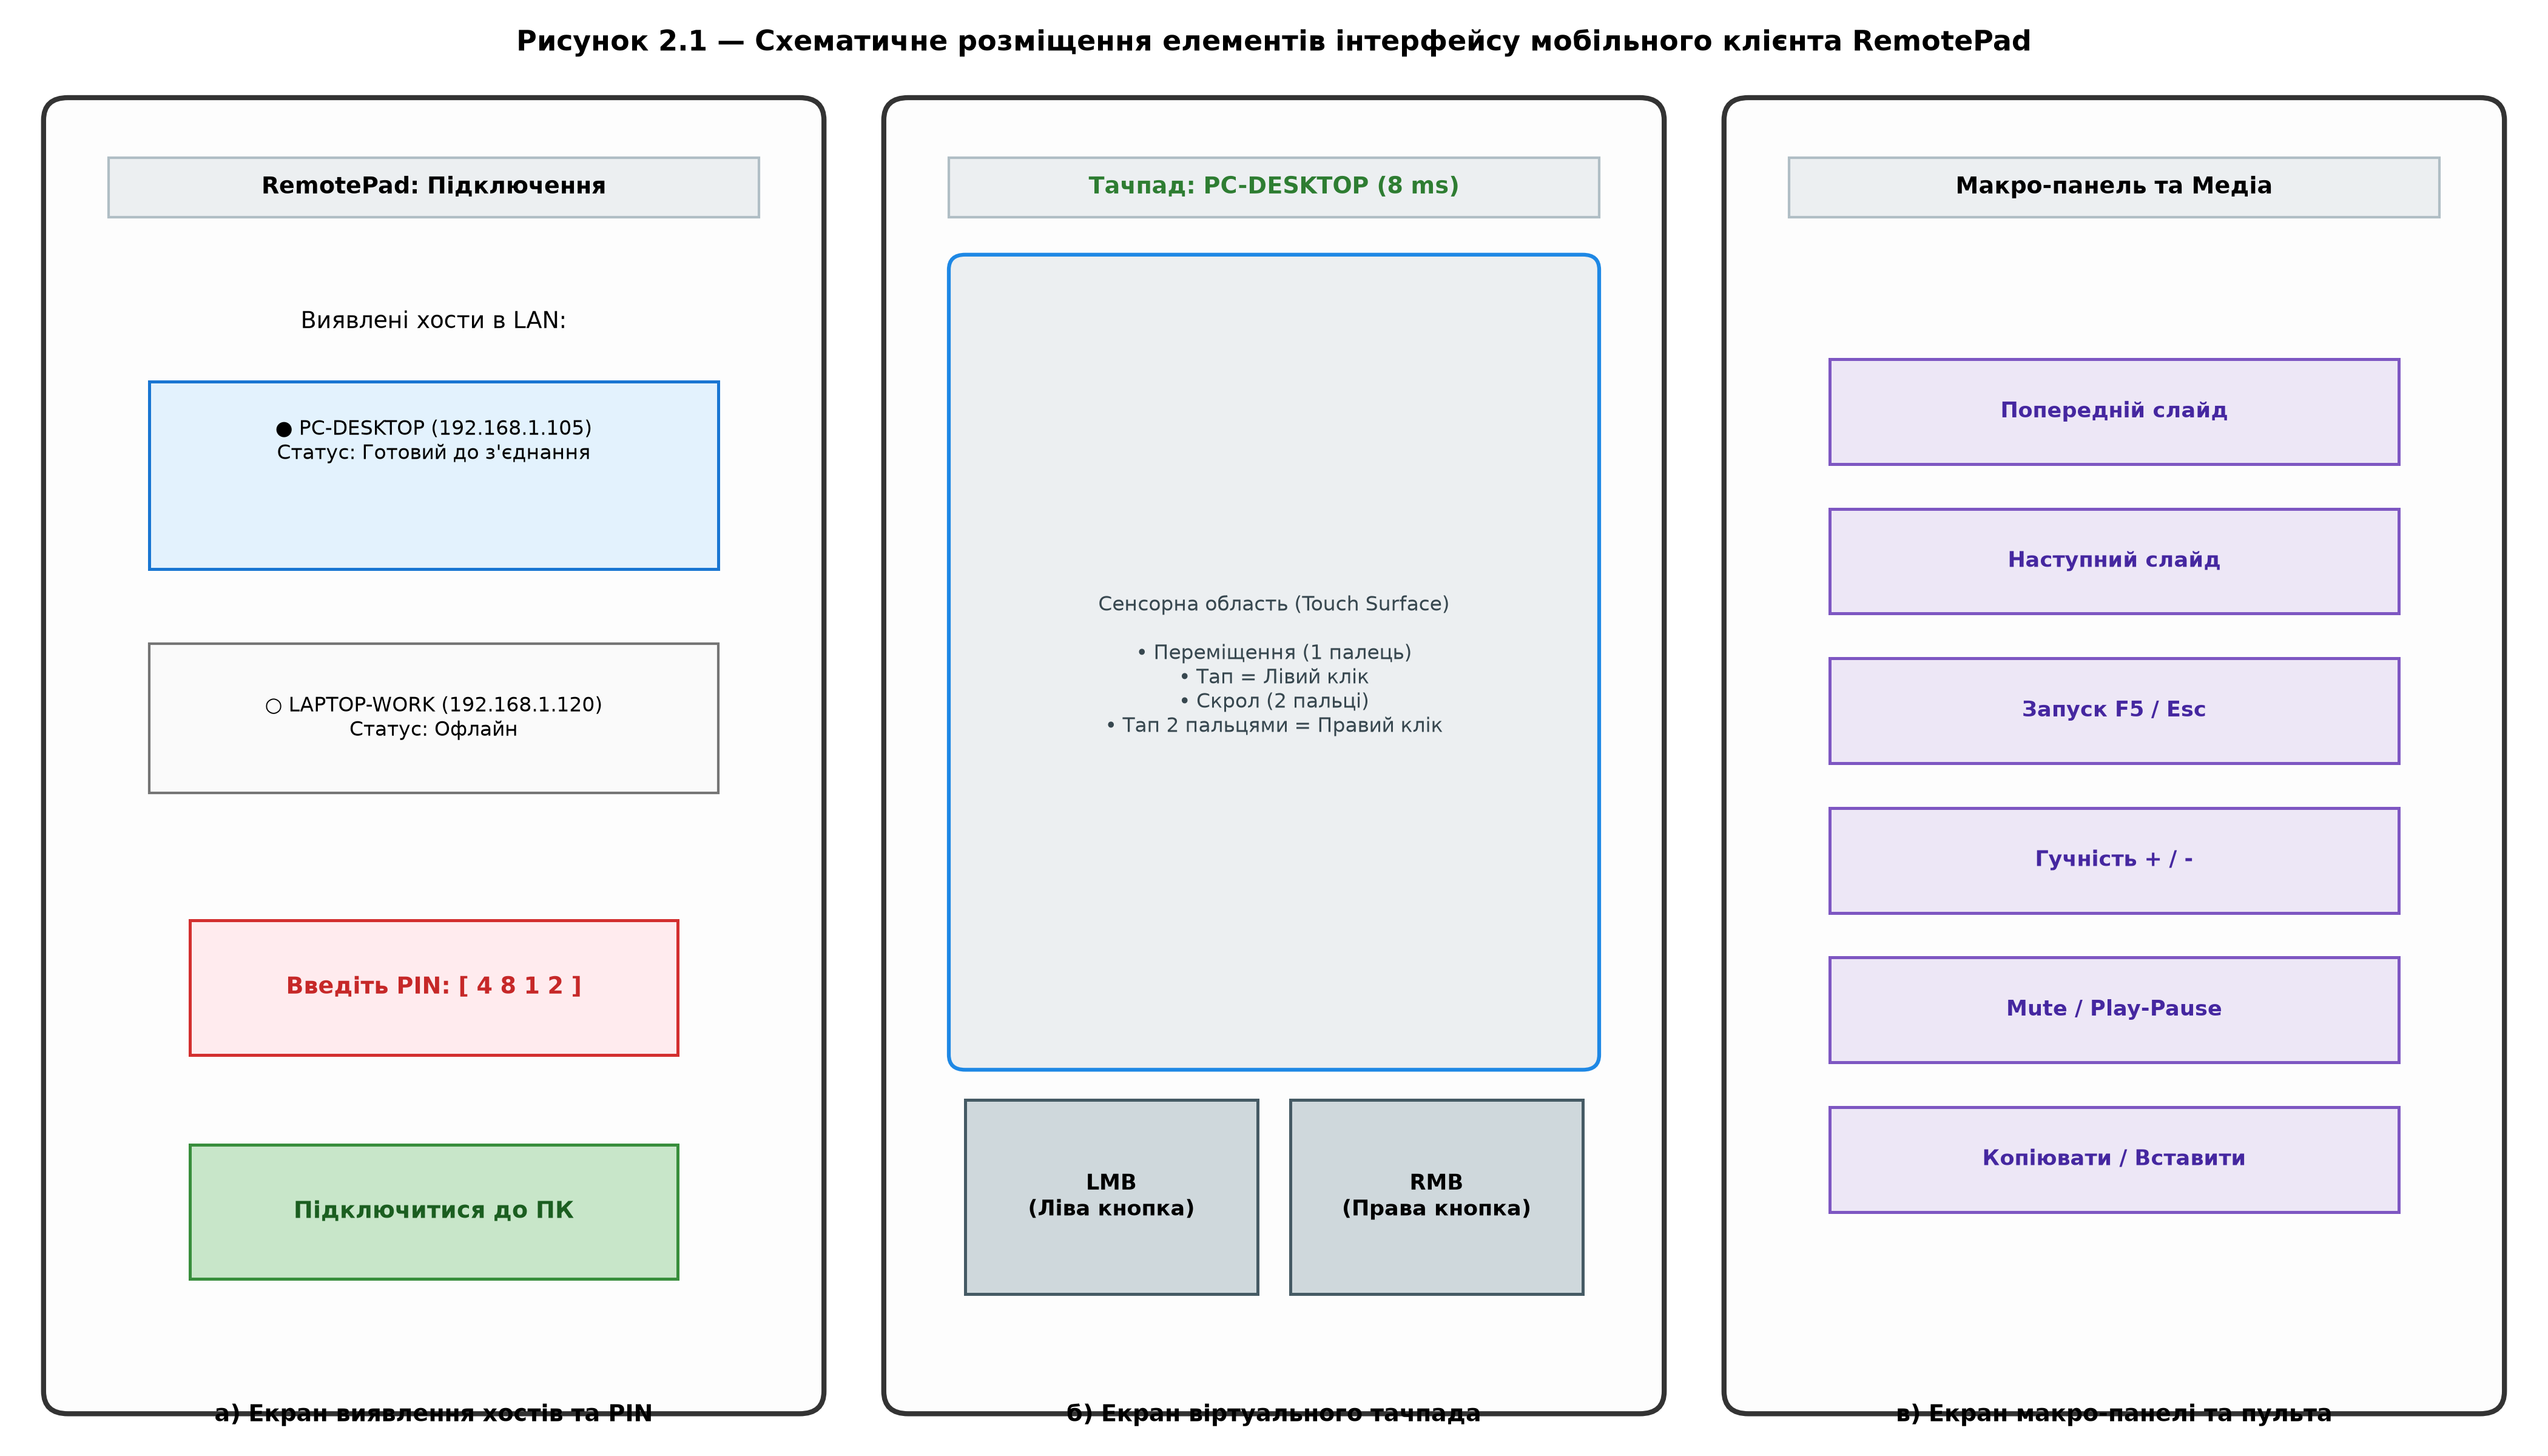 Рисунок 2.1 — Схематичне розміщення елементів інтерфейсу мобільного клієнта RemotePad
RemotePad: Підключення
Виявлені хости в LAN:
● PC-DESKTOP (192.168.1.105)
Статус: Готовий до з'єднання
○ LAPTOP-WORK (192.168.1.120)
Статус: Офлайн
Введіть PIN: [ 4 8 1 2 ]
Підключитися до ПК
а) Екран виявлення хостів та PIN
Тачпад: PC-DESKTOP (8 ms)
Сенсорна область (Touch Surface)
• Переміщення (1 палець)
• Тап = Лівий клік
• Скрол (2 пальці)
• Тап 2 пальцями = Правий клік
LMB
(Ліва кнопка)
RMB
(Права кнопка)
б) Екран віртуального тачпада
Макро-панель та Медіа
Попередній слайд
Наступний слайд
Запуск F5 / Esc
Гучність + / -
Mute / Play-Pause
Копіювати / Вставити
в) Екран макро-панелі та пульта